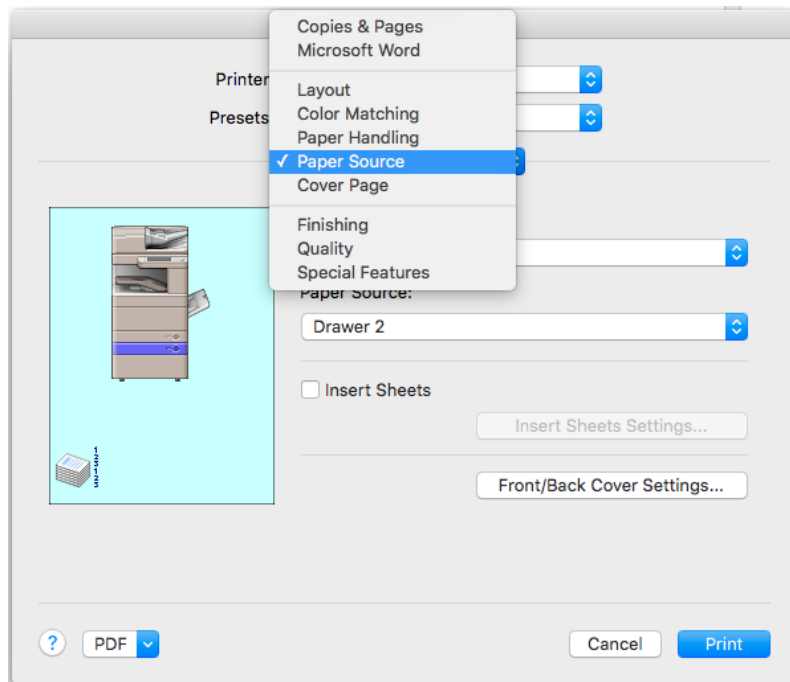 Copies & Pages
Microsoft Word
Printer
Layout
Presets
Color Matching
Paper Handling
✓ Paper Source
Cover Page
Finishing
Quality
Special Features
Paper Source:
Drawer 2
Insert Sheets
Insert Sheets Settings...
Front/Back Cover Settings...
? PDF Cancel Print